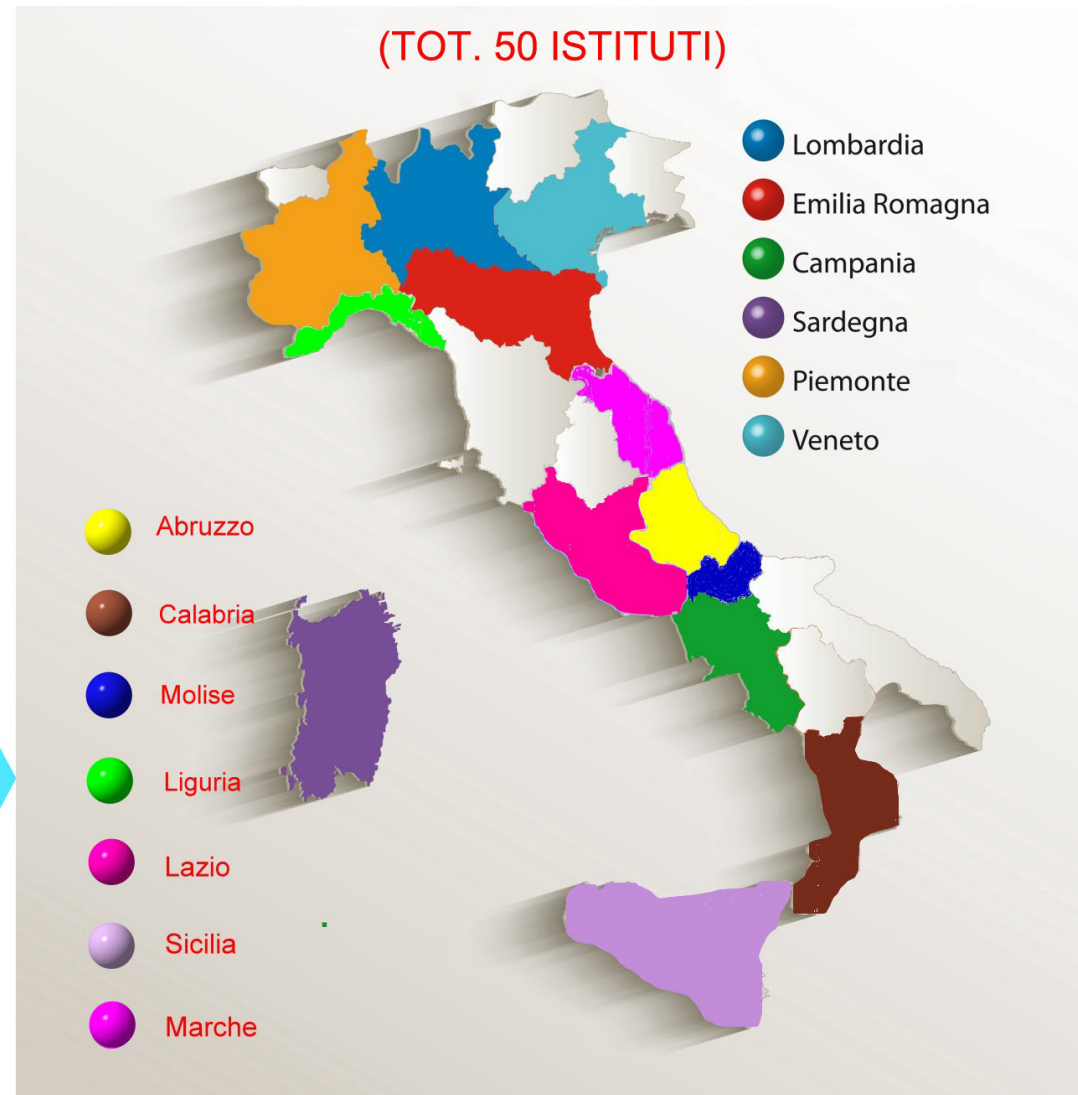 (TOT. 50 ISTITUTI)
Lombardia
Emilia Romagna
Campania
Sardegna
Piemonte
Veneto
Abruzzo
Calabria
Molise
Liguria
Lazio
Sicilia
Marche